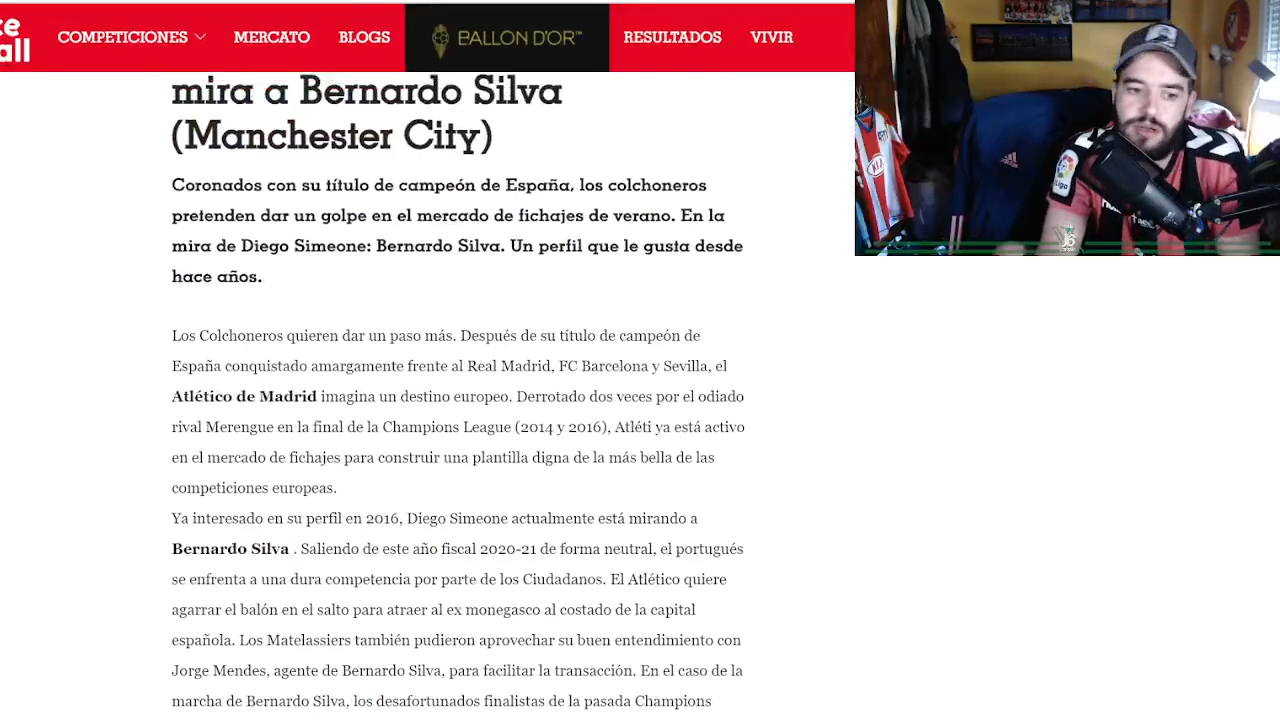 ce
all
COMPETICIONES
MERCATO
BLOGS
BALLON D'OR™
RESULTADOS
VIVIR
mira a Bernardo Silva
(Manchester City)
Coronados con su título de campeón de España, los colchoneros
pretenden dar un golpe en el mercado de fichajes de verano. En la
mira de Diego Simeone: Bernardo Silva. Un perfil que le gusta desde
hace años.
Los Colchoneros quieren dar un paso más. Después de su título de campeón de
España conquistado amargamente frente al Real Madrid, FC Barcelona y Sevilla, el
Atlético de Madrid imagina un destino europeo. Derrotado dos veces por el odiado
rival Merengue en la final de la Champions League (2014 y 2016), Atléti ya está activo
en el mercado de fichajes para construir una plantilla digna de la más bella de las
competiciones europeas.
Ya interesado en su perfil en 2016, Diego Simeone actualmente está mirando a
Bernardo Silva . Saliendo de este año fiscal 2020-21 de forma neutral, el portugués
se enfrenta a una dura competencia por parte de los Ciudadanos. El Atlético quiere
agarrar el balón en el salto para atraer al ex monegasco al costado de la capital
española. Los Matelassiers también pudieron aprovechar su buen entendimiento con
Jorge Mendes, agente de Bernardo Silva, para facilitar la transacción. En el caso de la
marcha de Bernardo Silva, los desafortunados finalistas de la pasada Champions
KIA
LaLiga